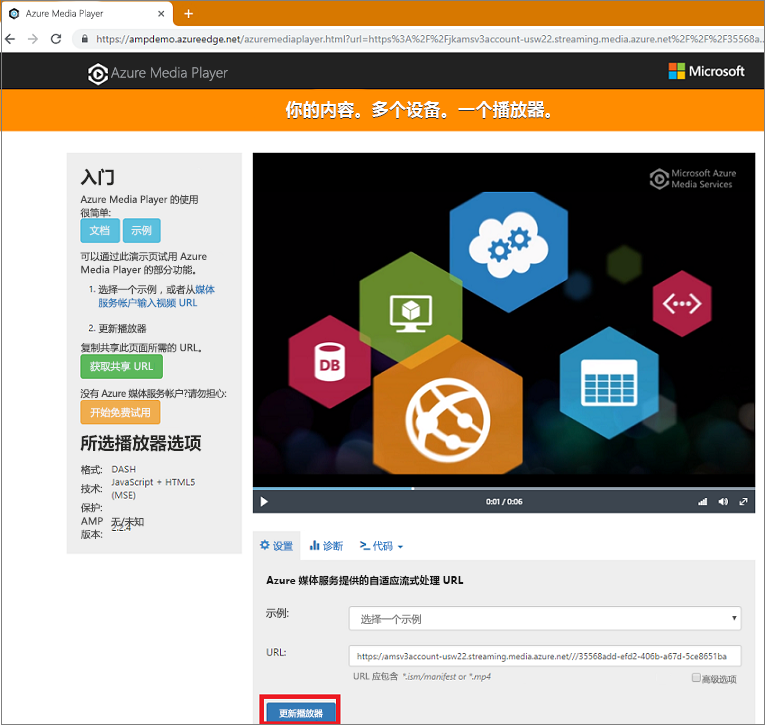 Azure Media Player
https://ampdemo.azureedge.net/azuremediaplayer.html?url=https%3A%2F%2Fjkamsv3account-usw22.streaming.media.azure.net%2F%2F%2F35568a...
Azure Media Player
Microsoft
你的内容。多个设备。一个播放器。
入门
Azure Media Player 的使用
很简单:
文档 示例
可以通过此演示页试用 Azure
Media Player 的部分功能。
1. 选择一个示例，或者从媒体
服务帐户输入视频 URL
2. 更新播放器
复制共享此页面所需的 URL。
获取共享 URL
没有 Azure 媒体服务帐户?请勿担心:
开始免费试用
所选播放器选项
格式: DASH
技术: JavaScript + HTML5
(MSE)
保护:
AMP 无/未知
版本: 2.2.4
Microsoft Azure
Media Services
DB
0:01 / 0:06
设置 诊断 代码
Azure 媒体服务提供的自适应流式处理 URL
示例: 选择一个示例
URL: https://amsv3account-usw22.streaming.media.azure.net///35568add-efd2-406b-a67d-5ce8651ba
URL 应包含 *.ism/manifest or *.mp4
高级选项
更新播放器